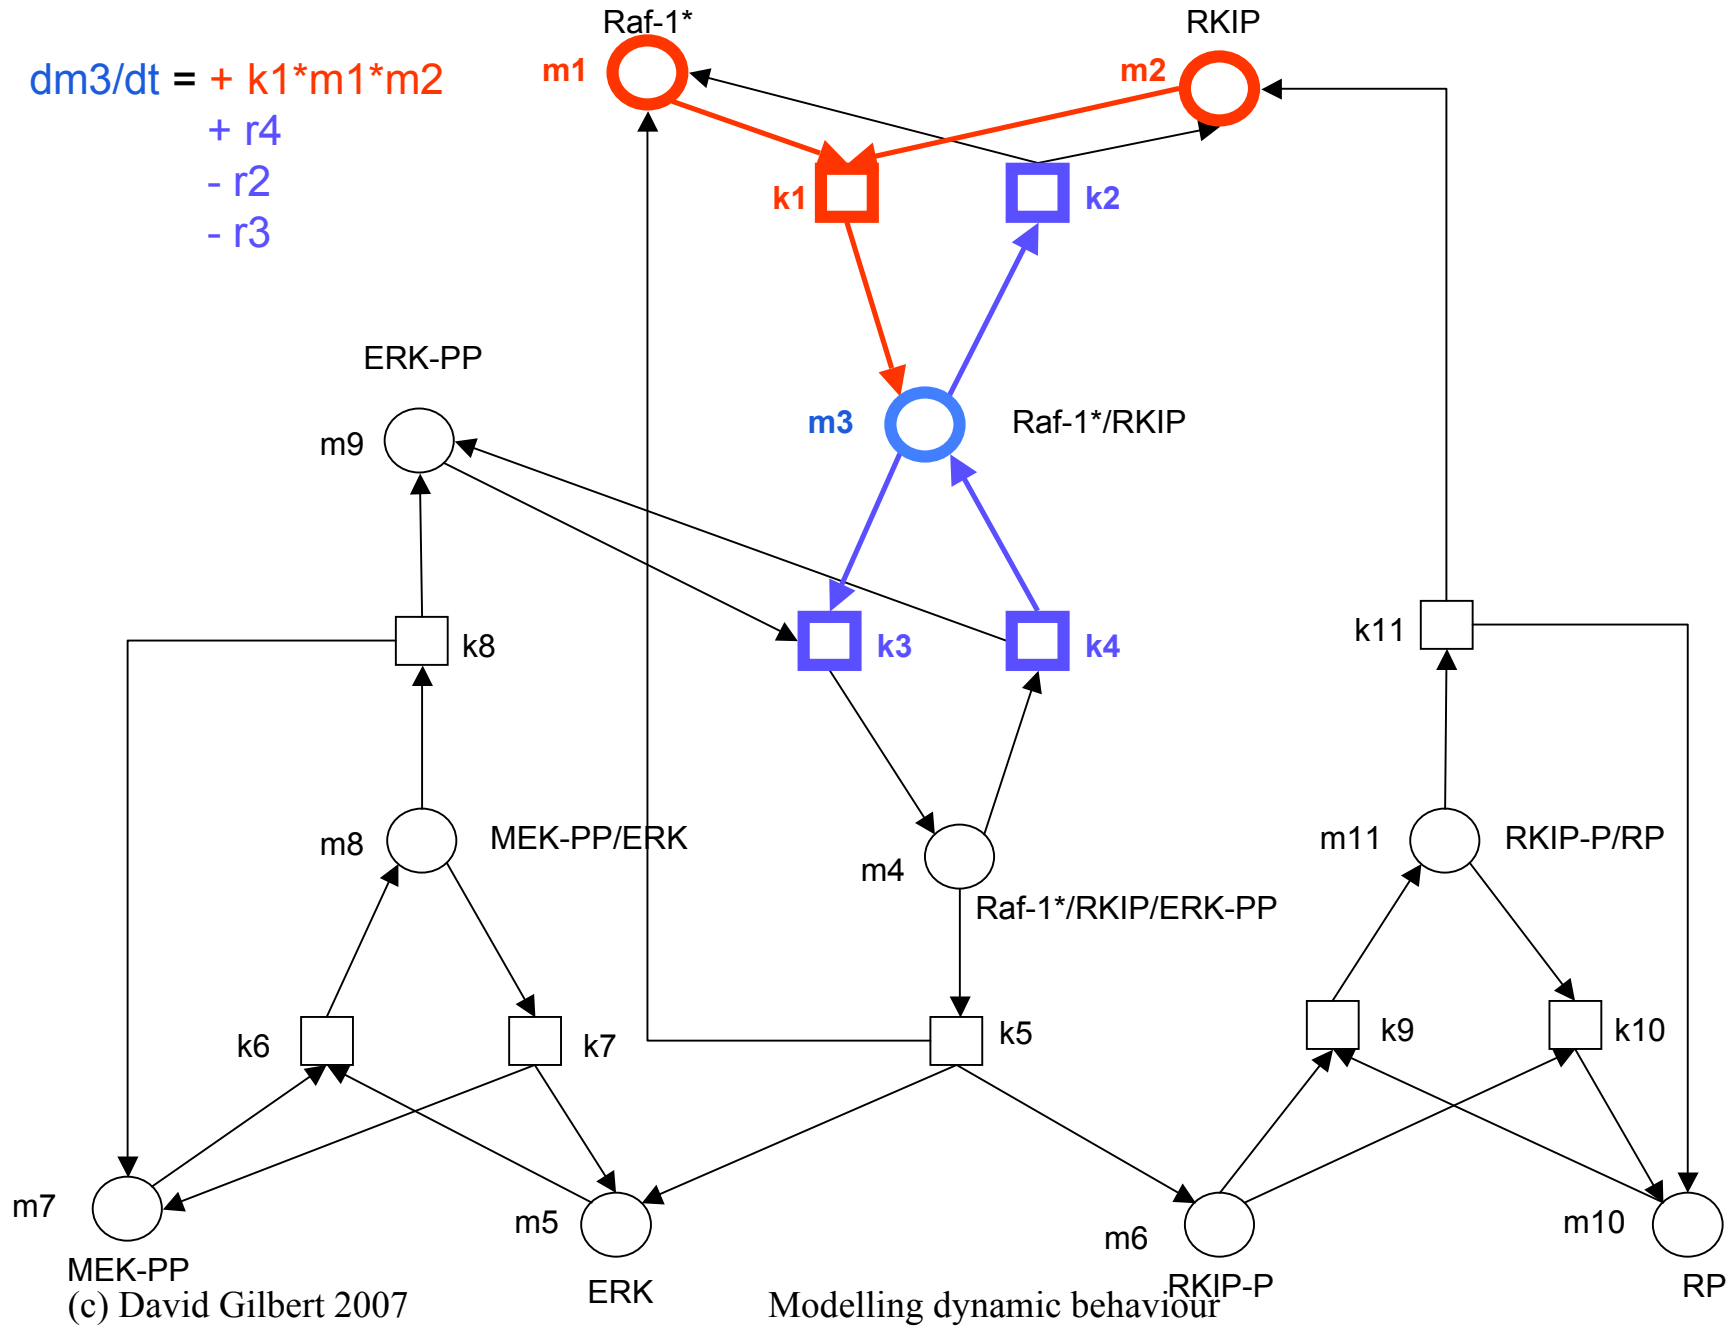 Raf-1*
RKIP
m1
m2
dm3/dt = + k1*m1*m2
+ r4
- r2
- r3
k1
k2
ERK-PP
m3
Raf-1*/RKIP
m9
k3
k4
k8
k11
m8
MEK-PP/ERK
m4
m11
RKIP-P/RP
Raf-1*/RKIP/ERK-PP
k6
k7
k5
k9
k10
m7
m5
m6
m10
MEK-PP
ERK
RKIP-P
RP
(c) David Gilbert 2007
Modelling dynamic behaviour